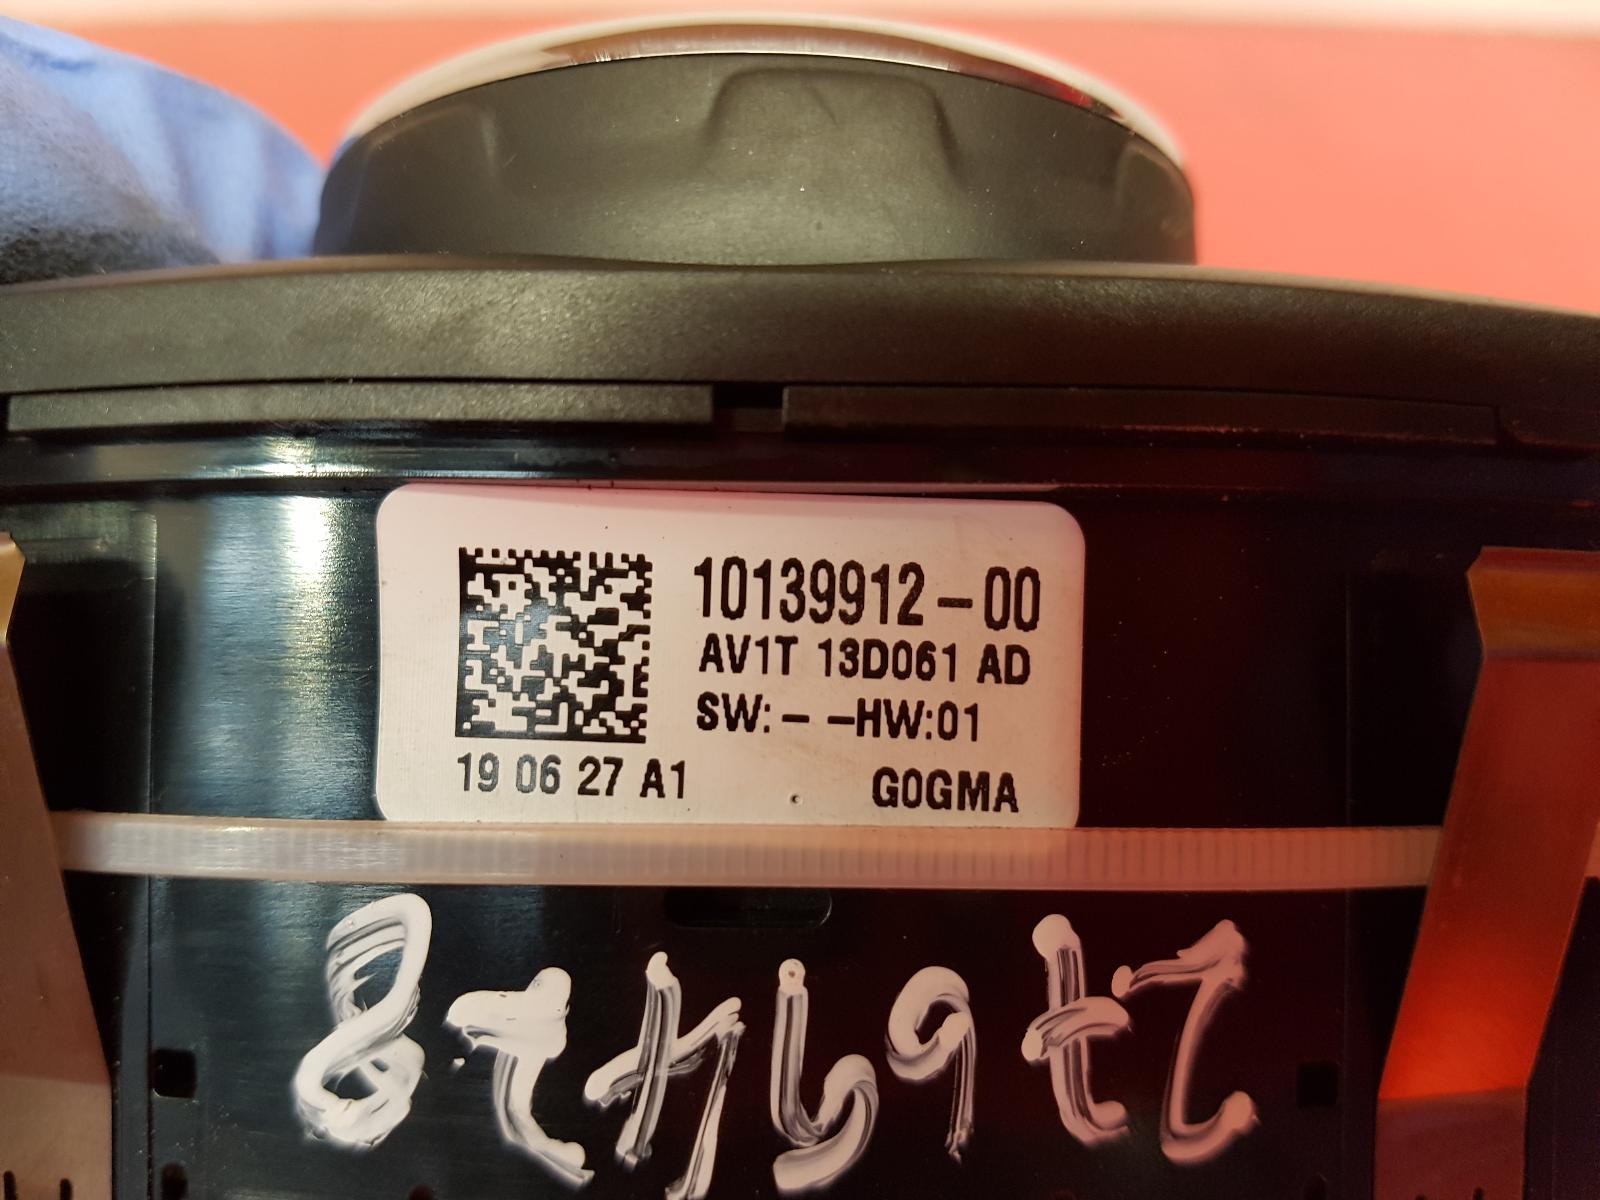 10139912-00
AV1T 13D061 AD
SW:- -HW:01
19 06 27 A1 G0GMA